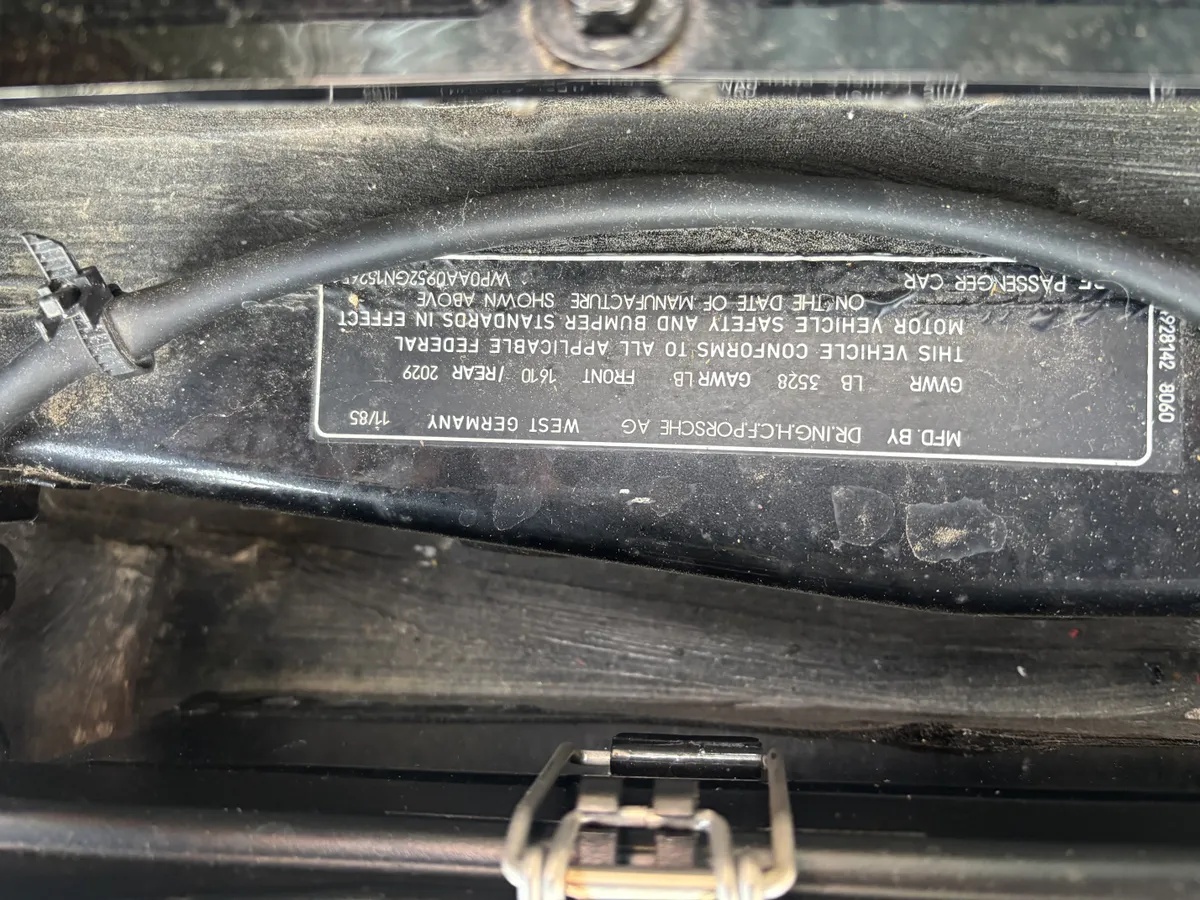 MFD. BY DR.ING.H.C.F.PORSCHE AG WEST GERMANY 11/85
GVWR LB 3528 GAWR LB FRONT 1610 /REAR 2029
THIS VEHICLE CONFORMS TO ALL APPLICABLE FEDERAL
MOTOR VEHICLE SAFETY AND BUMPER STANDARDS IN EFFECT
ON THE DATE OF MANUFACTURE SHOWN ABOVE
PASSENGER CAR
928142 8060